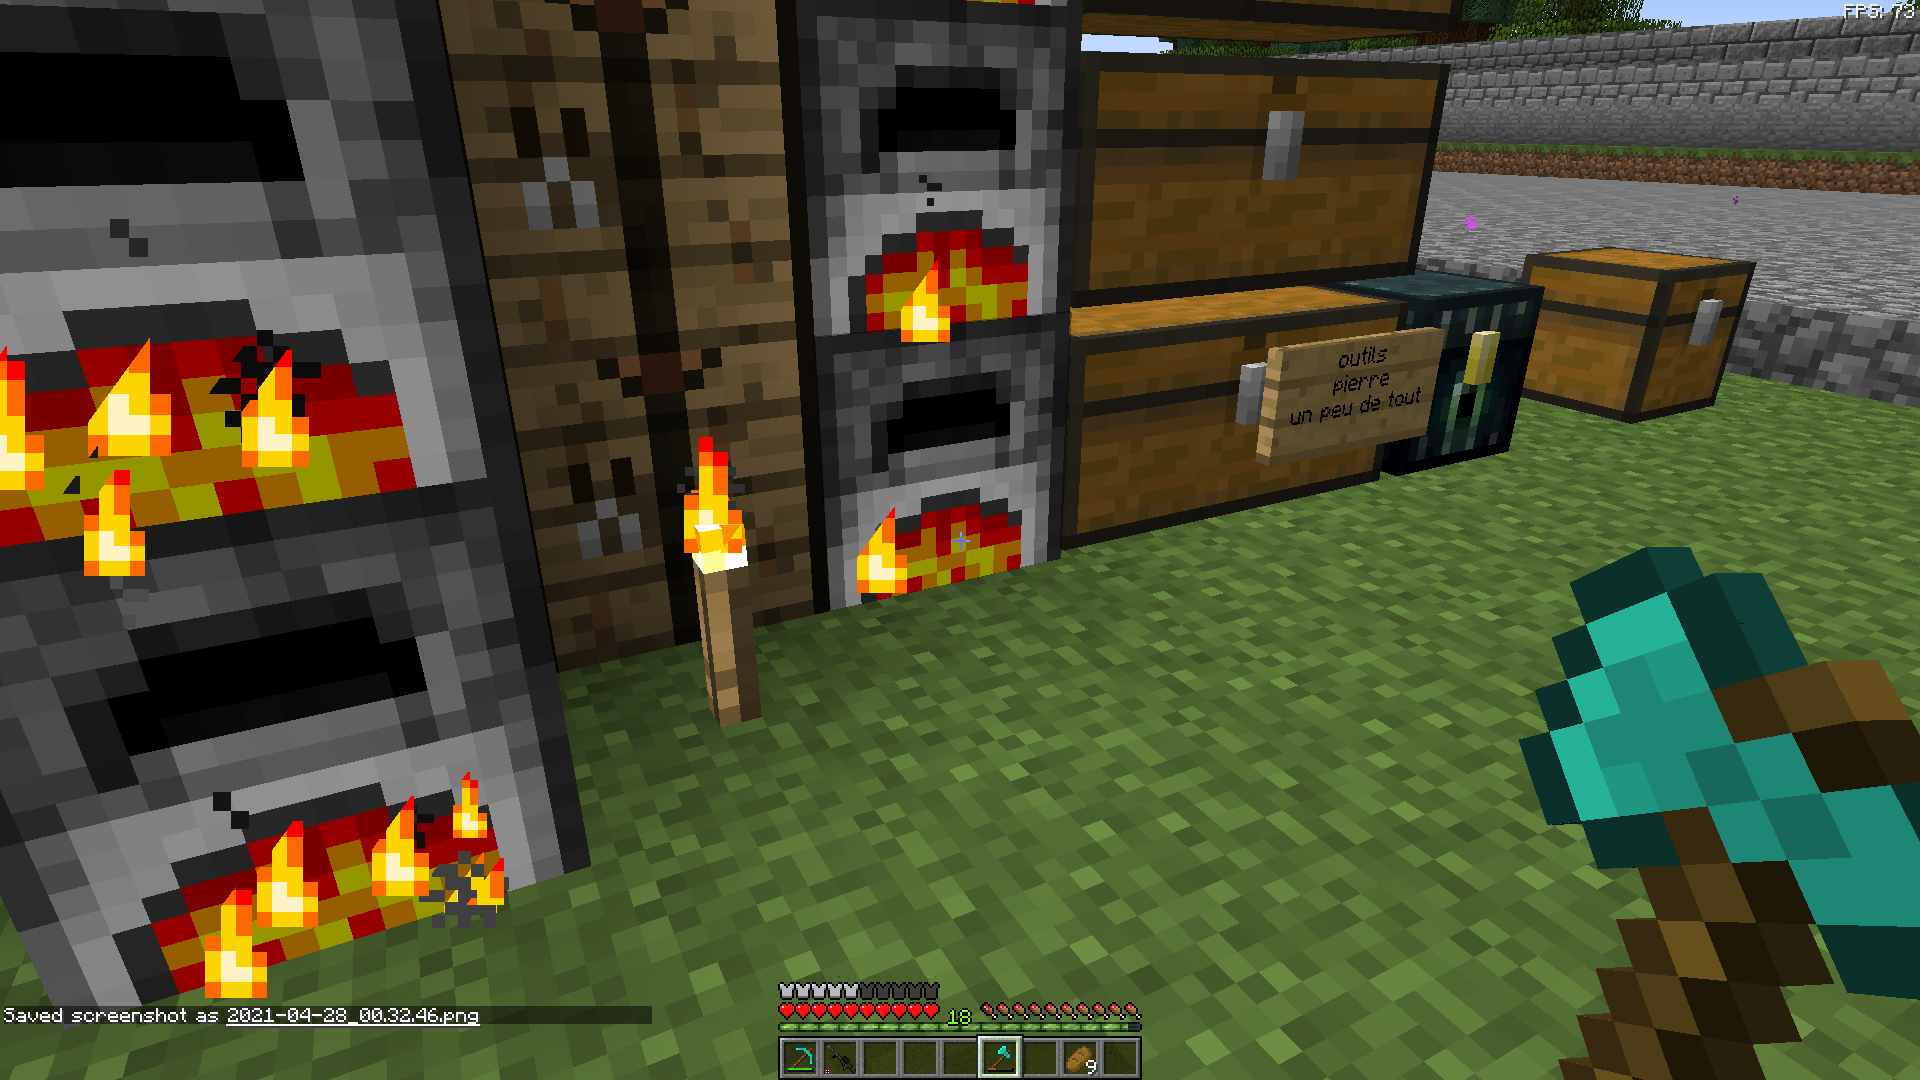 FPS: 73
outils
pierre
un peu de tout
Saved screenshot as 2021-04-28_00.32.46.png
18
9